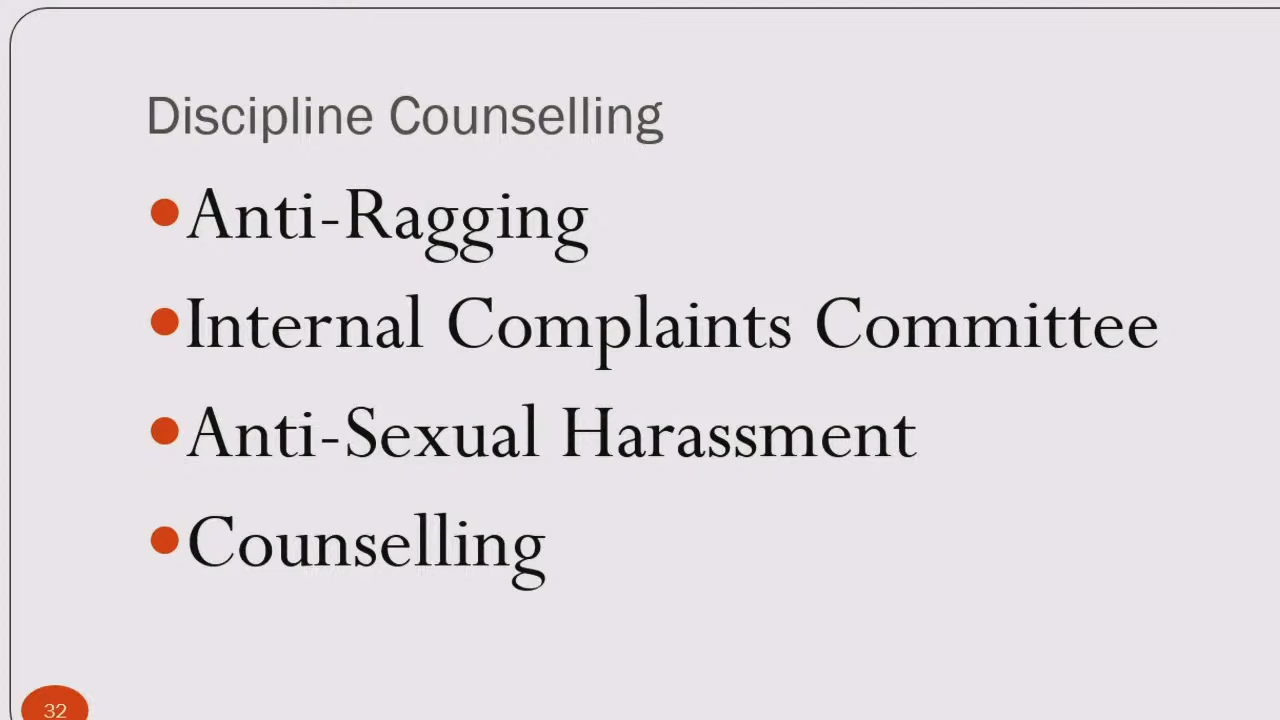 Discipline Counselling
•Anti-Ragging
•Internal Complaints Committee
•Anti-Sexual Harassment
•Counselling
32